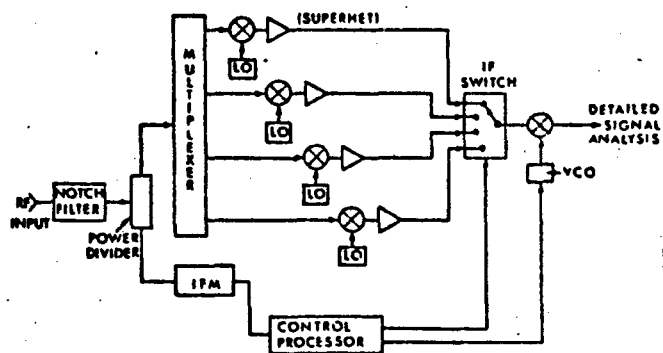 (SUPERHET)
MULTIPLEXER
LO
LO
LO
LO
IF
SWITCH
DETAILED
SIGNAL
ANALYSIS
VCO
RF
INPUT
NOTCH
FILTER
POWER
DIVIDER
IFM
CONTROL
PROCESSOR